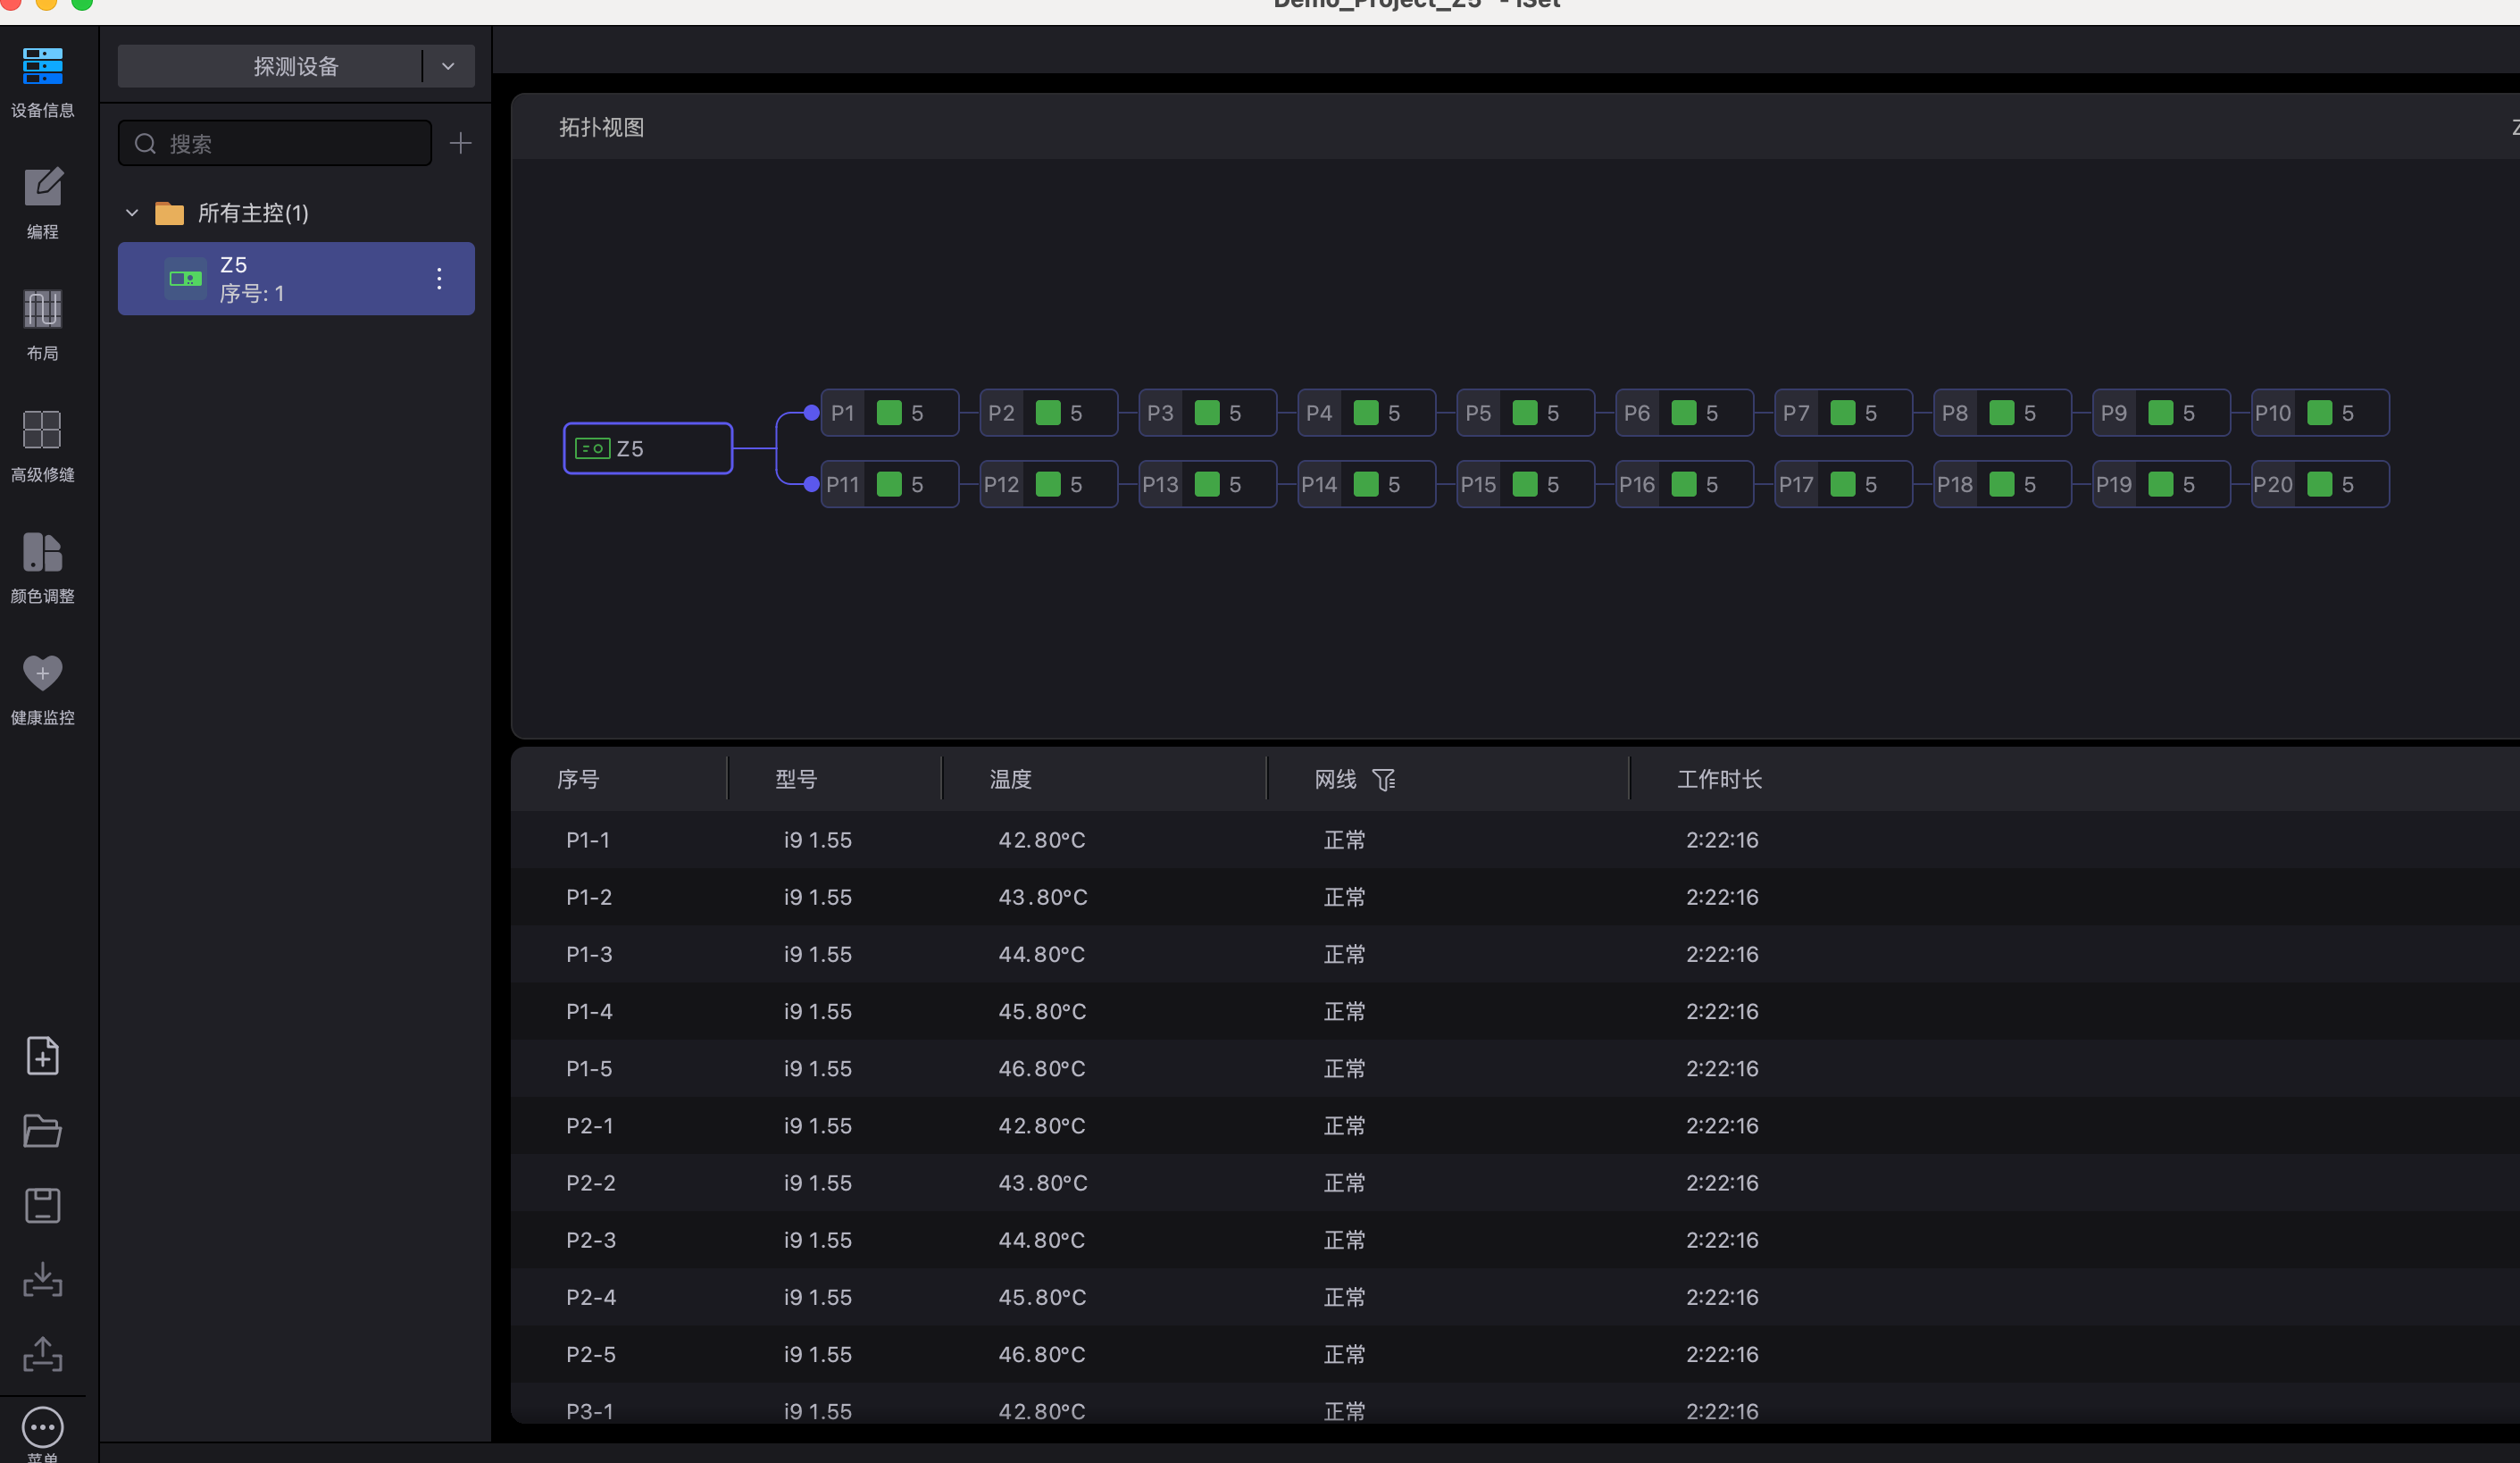 Demo_Project_Z5* - iSet
设备信息
编程
布局
高级修缝
颜色调整
健康监控
菜单
探测设备
搜索
所有主控(1)
Z5
序号: 1
拓扑视图
Z5
P1 5 P2 5 P3 5 P4 5 P5 5 P6 5 P7 5 P8 5 P9 5 P10 5
P11 5 P12 5 P13 5 P14 5 P15 5 P16 5 P17 5 P18 5 P19 5 P20 5
序号 型号 温度 网线 工作时长
P1-1 i9 1.55 42.80°C 正常 2:22:16
P1-2 i9 1.55 43.80°C 正常 2:22:16
P1-3 i9 1.55 44.80°C 正常 2:22:16
P1-4 i9 1.55 45.80°C 正常 2:22:16
P1-5 i9 1.55 46.80°C 正常 2:22:16
P2-1 i9 1.55 42.80°C 正常 2:22:16
P2-2 i9 1.55 43.80°C 正常 2:22:16
P2-3 i9 1.55 44.80°C 正常 2:22:16
P2-4 i9 1.55 45.80°C 正常 2:22:16
P2-5 i9 1.55 46.80°C 正常 2:22:16
P3-1 i9 1.55 42.80°C 正常 2:22:16